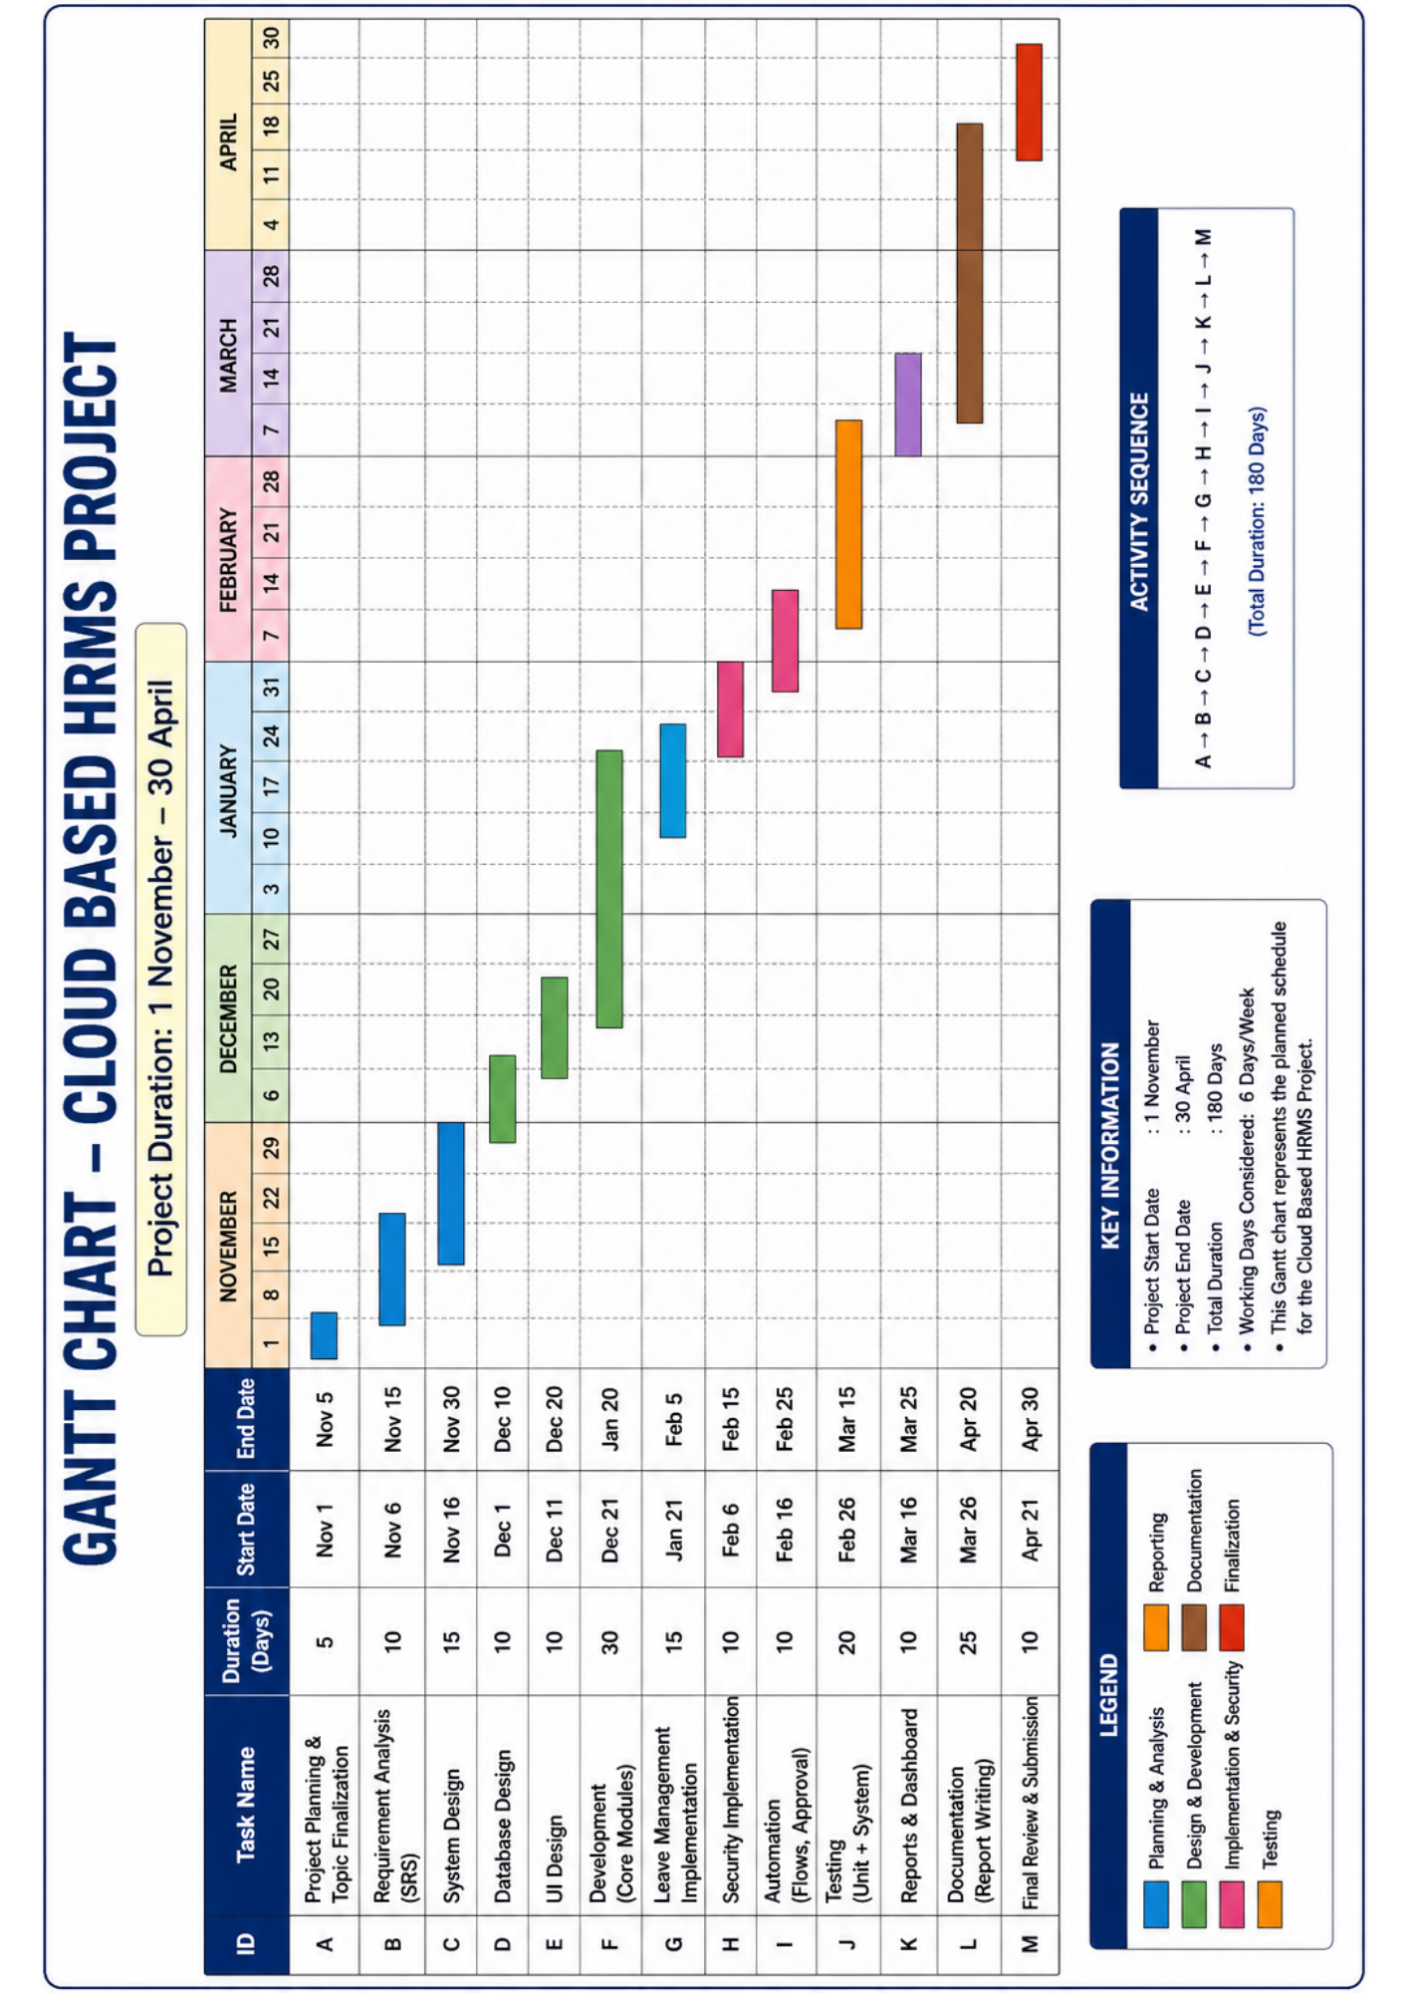 GANTT CHART – CLOUD BASED HRMS PROJECT
Project Duration: 1 November – 30 April
ID Task Name Duration (Days) Start Date End Date NOVEMBER DECEMBER JANUARY FEBRUARY MARCH APRIL
1 8 15 22 29 6 13 20 27 3 10 17 24 31 7 14 21 28 7 14 21 28 4 11 18 25 30
A Project Planning & Topic Finalization 5 Nov 1 Nov 5
B Requirement Analysis (SRS) 10 Nov 6 Nov 15
C System Design 15 Nov 16 Nov 30
D Database Design 10 Dec 1 Dec 10
E UI Design 10 Dec 11 Dec 20
F Development (Core Modules) 30 Dec 21 Jan 20
G Leave Management Implementation 15 Jan 21 Feb 5
H Security Implementation 10 Feb 6 Feb 15
I Automation (Flows, Approval) 10 Feb 16 Feb 25
J Testing (Unit + System) 20 Feb 26 Mar 15
K Reports & Dashboard 10 Mar 16 Mar 25
L Documentation (Report Writing) 25 Mar 26 Apr 20
M Final Review & Submission 10 Apr 21 Apr 30
LEGEND
Planning & Analysis
Design & Development
Implementation & Security
Testing
Reporting
Documentation
Finalization
KEY INFORMATION
• Project Start Date : 1 November
• Project End Date : 30 April
• Total Duration : 180 Days
• Working Days Considered: 6 Days/Week
• This Gantt chart represents the planned schedule
for the Cloud Based HRMS Project.
ACTIVITY SEQUENCE
A → B → C → D → E → F → G → H → I → J → K → L → M
(Total Duration: 180 Days)